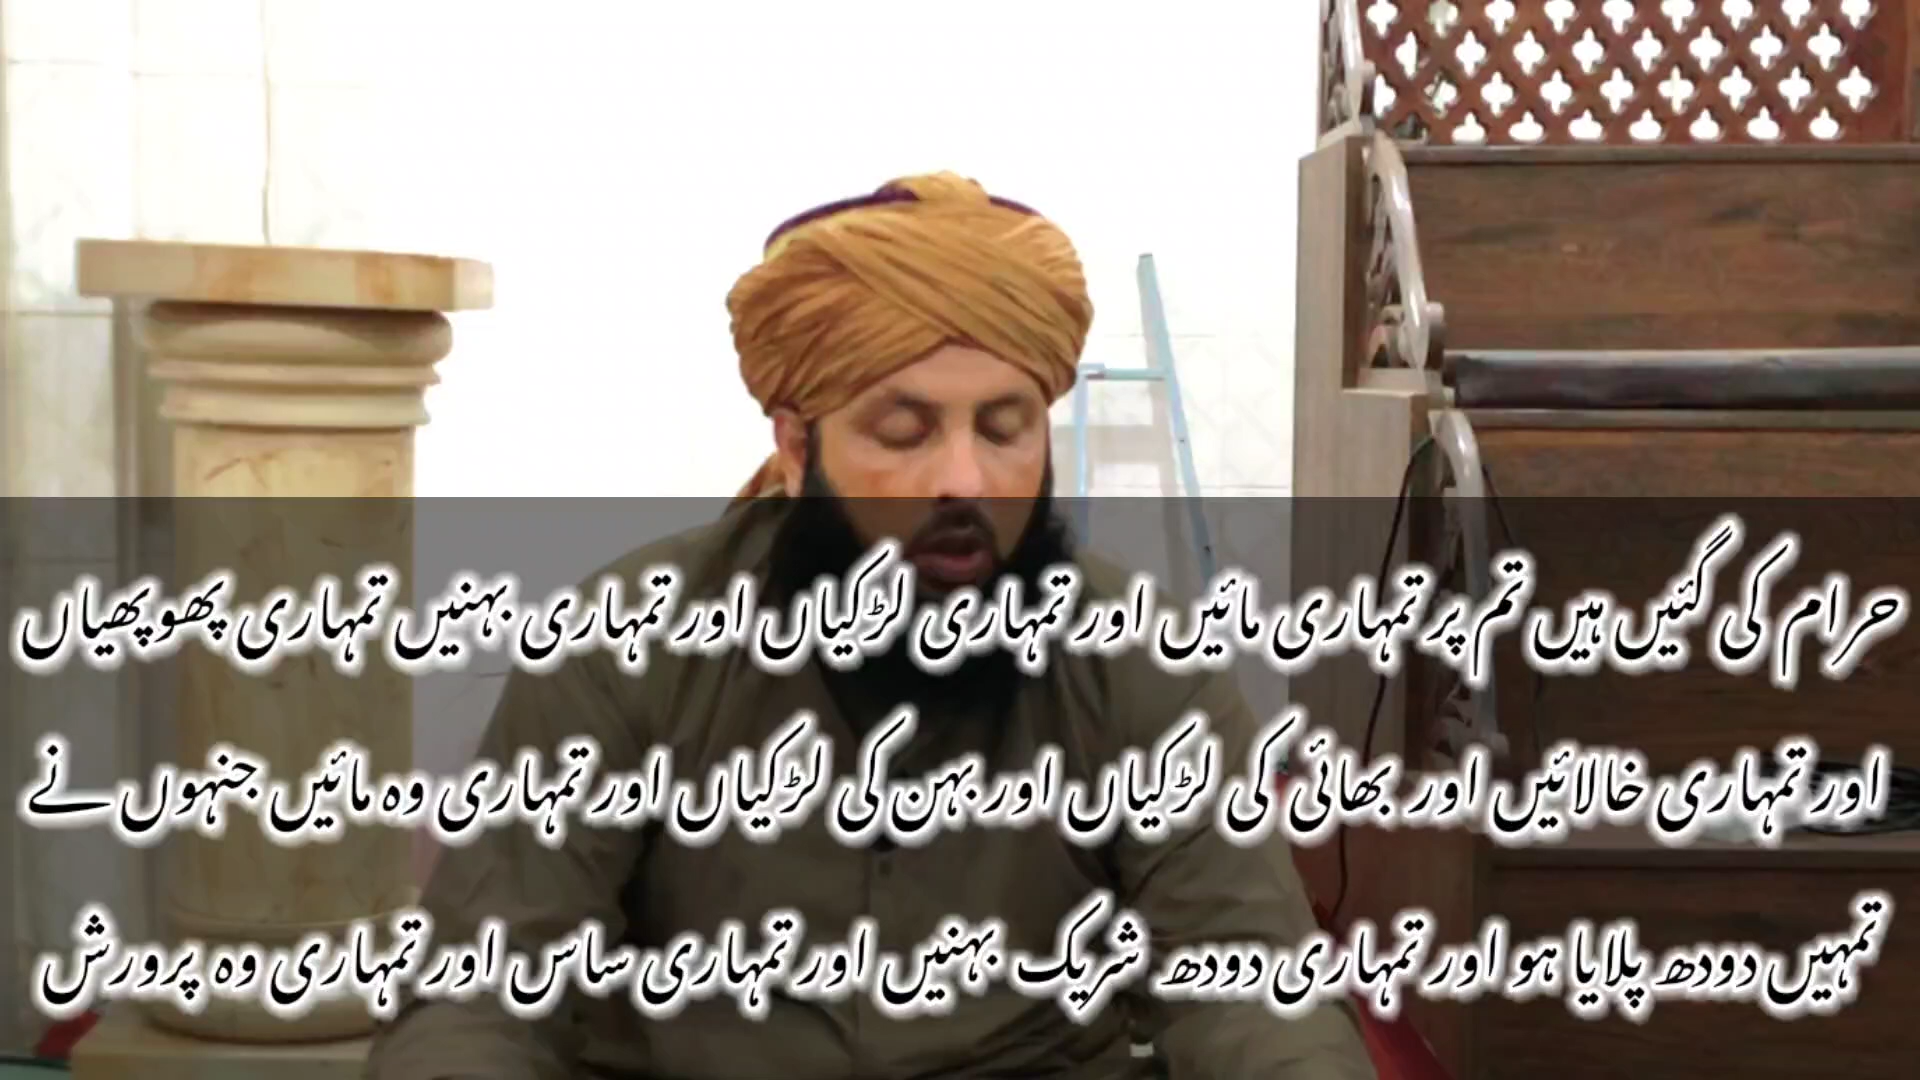 حرام کی گئیں ہیں تم پر تمہاری مائیں اور تمہاری لڑکیاں اور تمہاری بہنیں تمہاری پھوپھیاں
اور تمہاری خالائیں اور بھائی کی لڑکیاں اور بہن کی لڑکیاں اور تمہاری وہ مائیں جنہوں نے
تمہیں دودھ پلایا ہو اور تمہاری دودھ شریک بہنیں اور تمہاری ساس اور تمہاری وہ پرورش